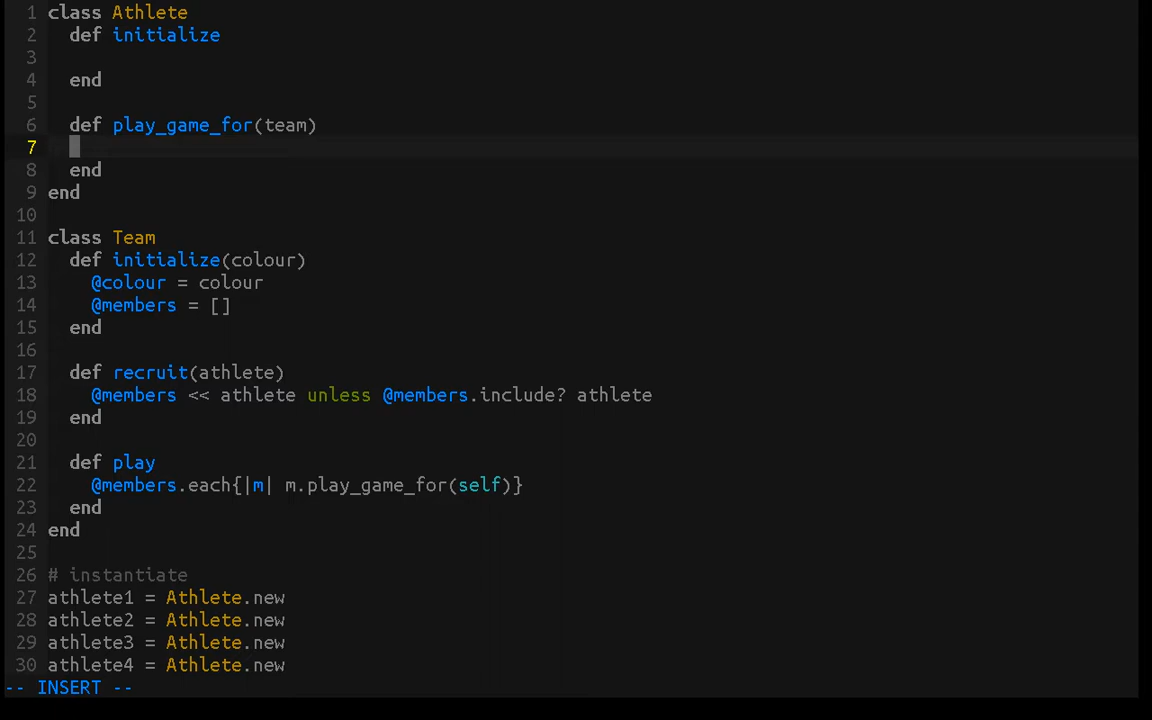 1 class Athlete
2   def initialize
3
4   end
5
6   def play_game_for(team)
7
8   end
9 end
10
11 class Team
12   def initialize(colour)
13     @colour = colour
14     @members = []
15   end
16
17   def recruit(athlete)
18     @members << athlete unless @members.include? athlete
19   end
20
21   def play
22     @members.each{|m| m.play_game_for(self)}
23   end
24 end
25
26 # instantiate
27 athlete1 = Athlete.new
28 athlete2 = Athlete.new
29 athlete3 = Athlete.new
30 athlete4 = Athlete.new
-- INSERT --